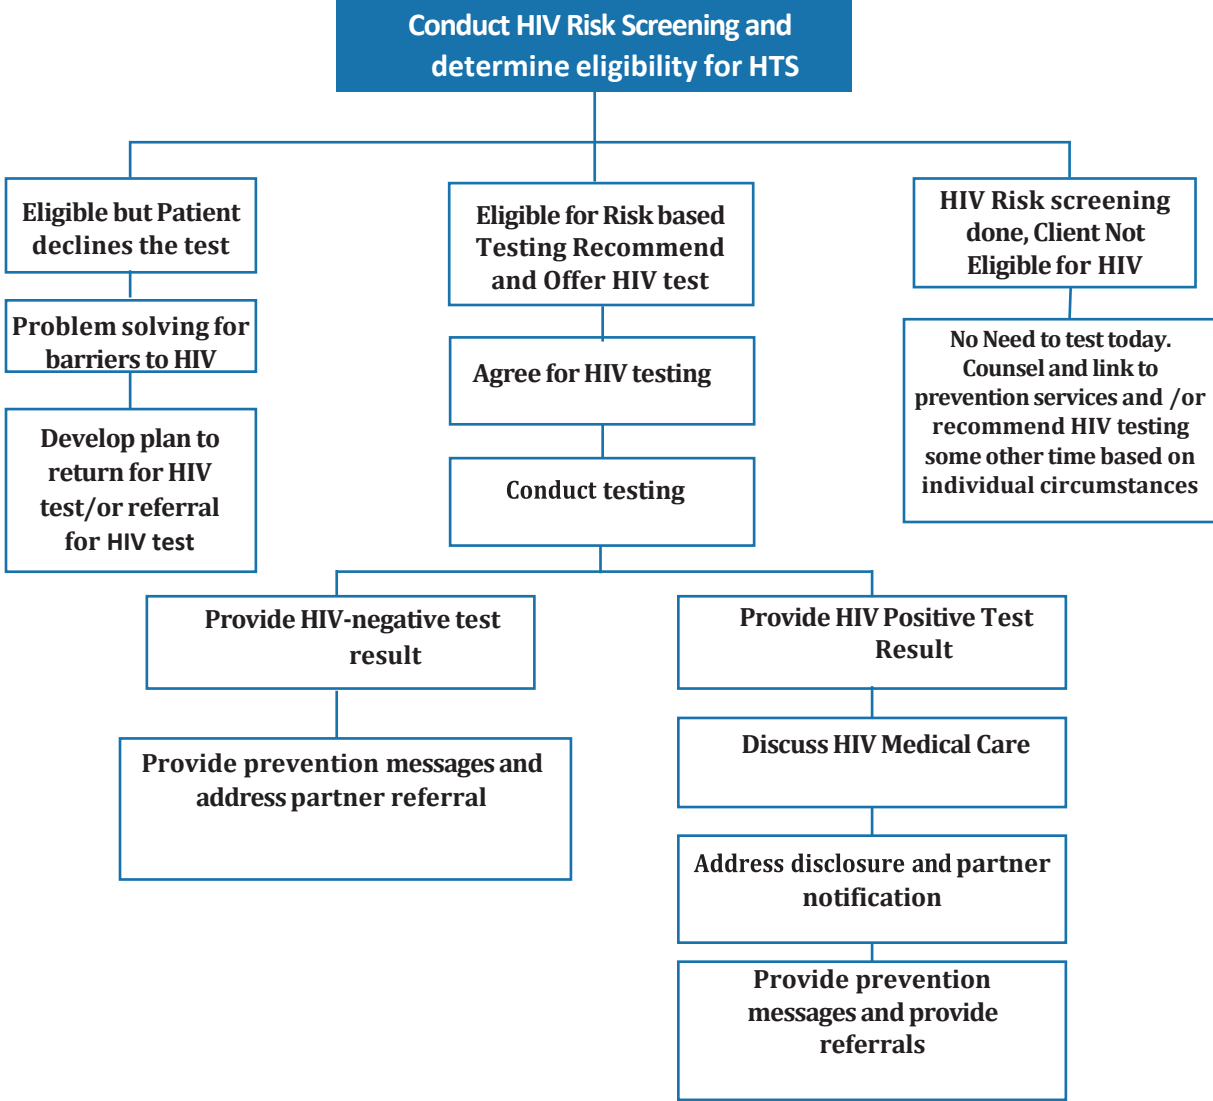 Conduct HIV Risk Screening and
determine eligibility for HTS
Eligible but Patient
declines the test
Problem solving for
barriers to HIV
Develop plan to
return for HIV
test/or referral
for HIV test
Eligible for Risk based
Testing Recommend
and Offer HIV test
Agree for HIV testing
Conduct testing
HIV Risk screening
done, Client Not
Eligible for HIV
No Need to test today.
Counsel and link to
prevention services and /or
recommend HIV testing
some other time based on
individual circumstances
Provide HIV-negative test
result
Provide prevention messages and
address partner referral
Provide HIV Positive Test
Result
Discuss HIV Medical Care
Address disclosure and partner
notification
Provide prevention
messages and provide
referrals